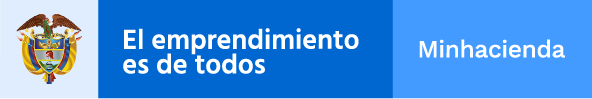 El emprendimiento
es de todos
Minhacienda